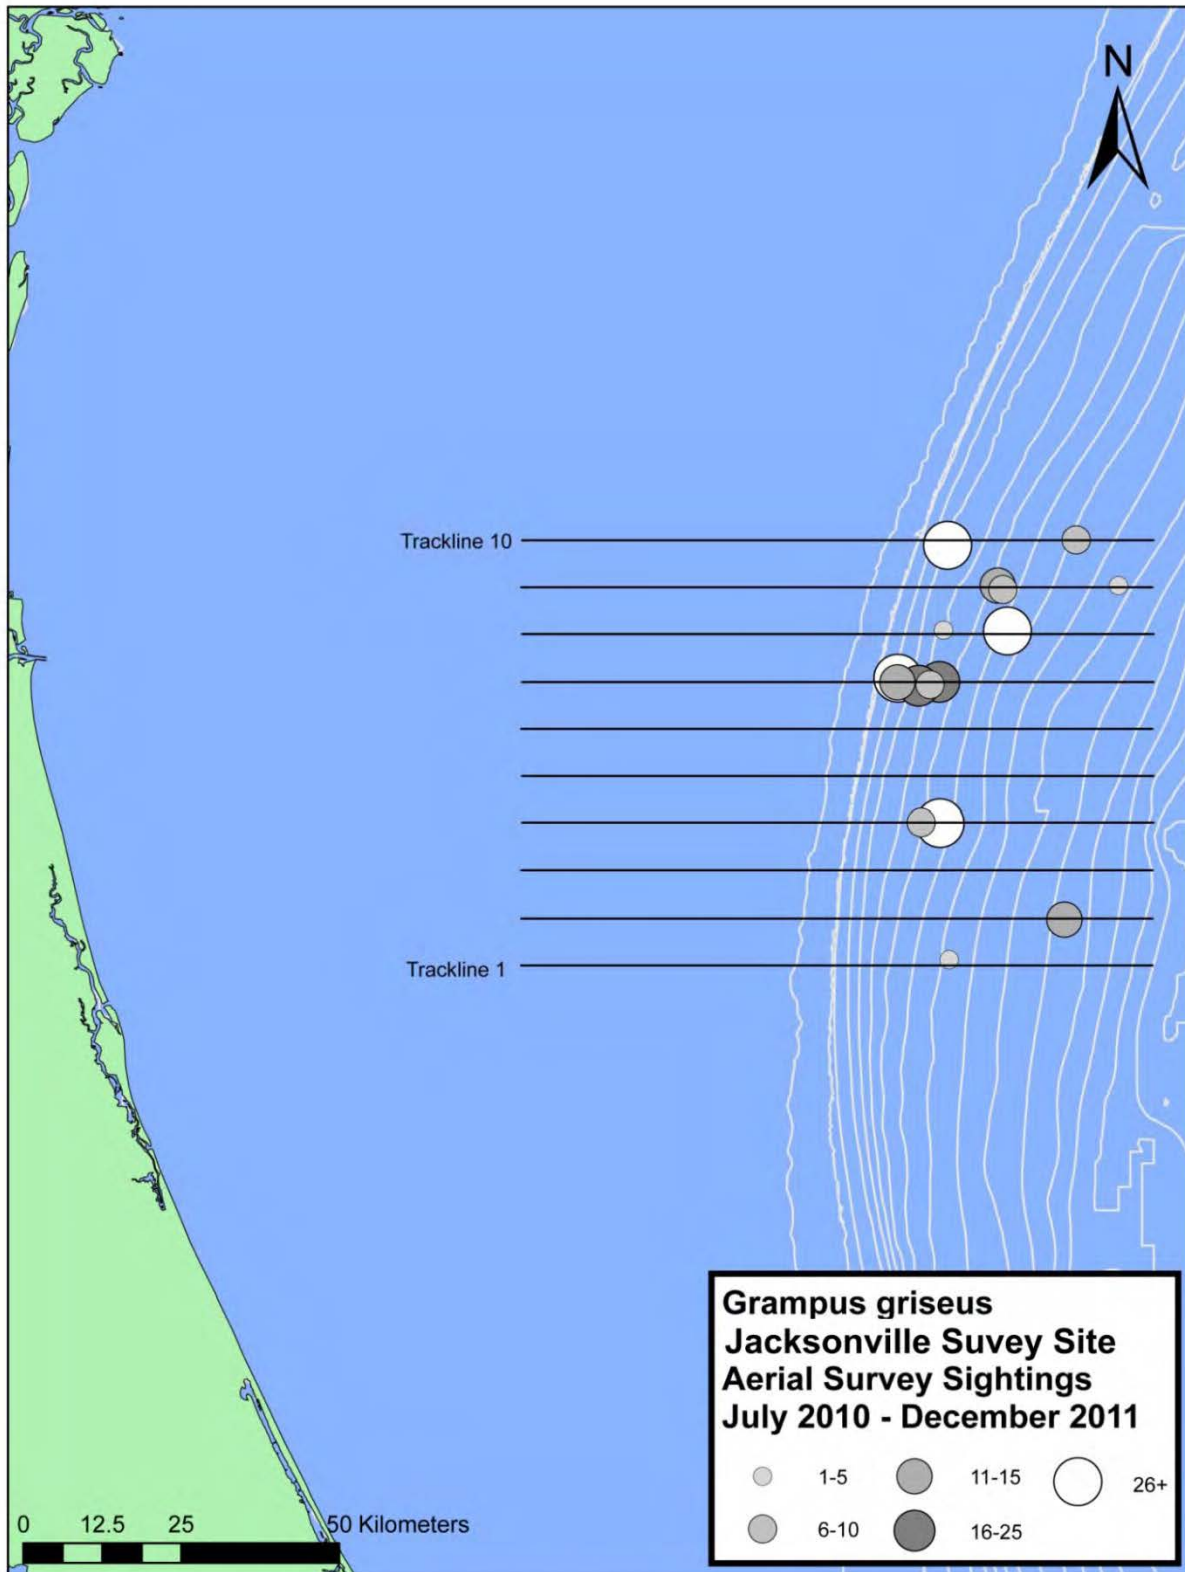 N
Trackline 10
Trackline 1
Grampus griseus
Jacksonville Suvey Site
Aerial Survey Sightings
July 2010 - December 2011
1-5
11-15
26+
6-10
16-25
0 12.5 25 50 Kilometers